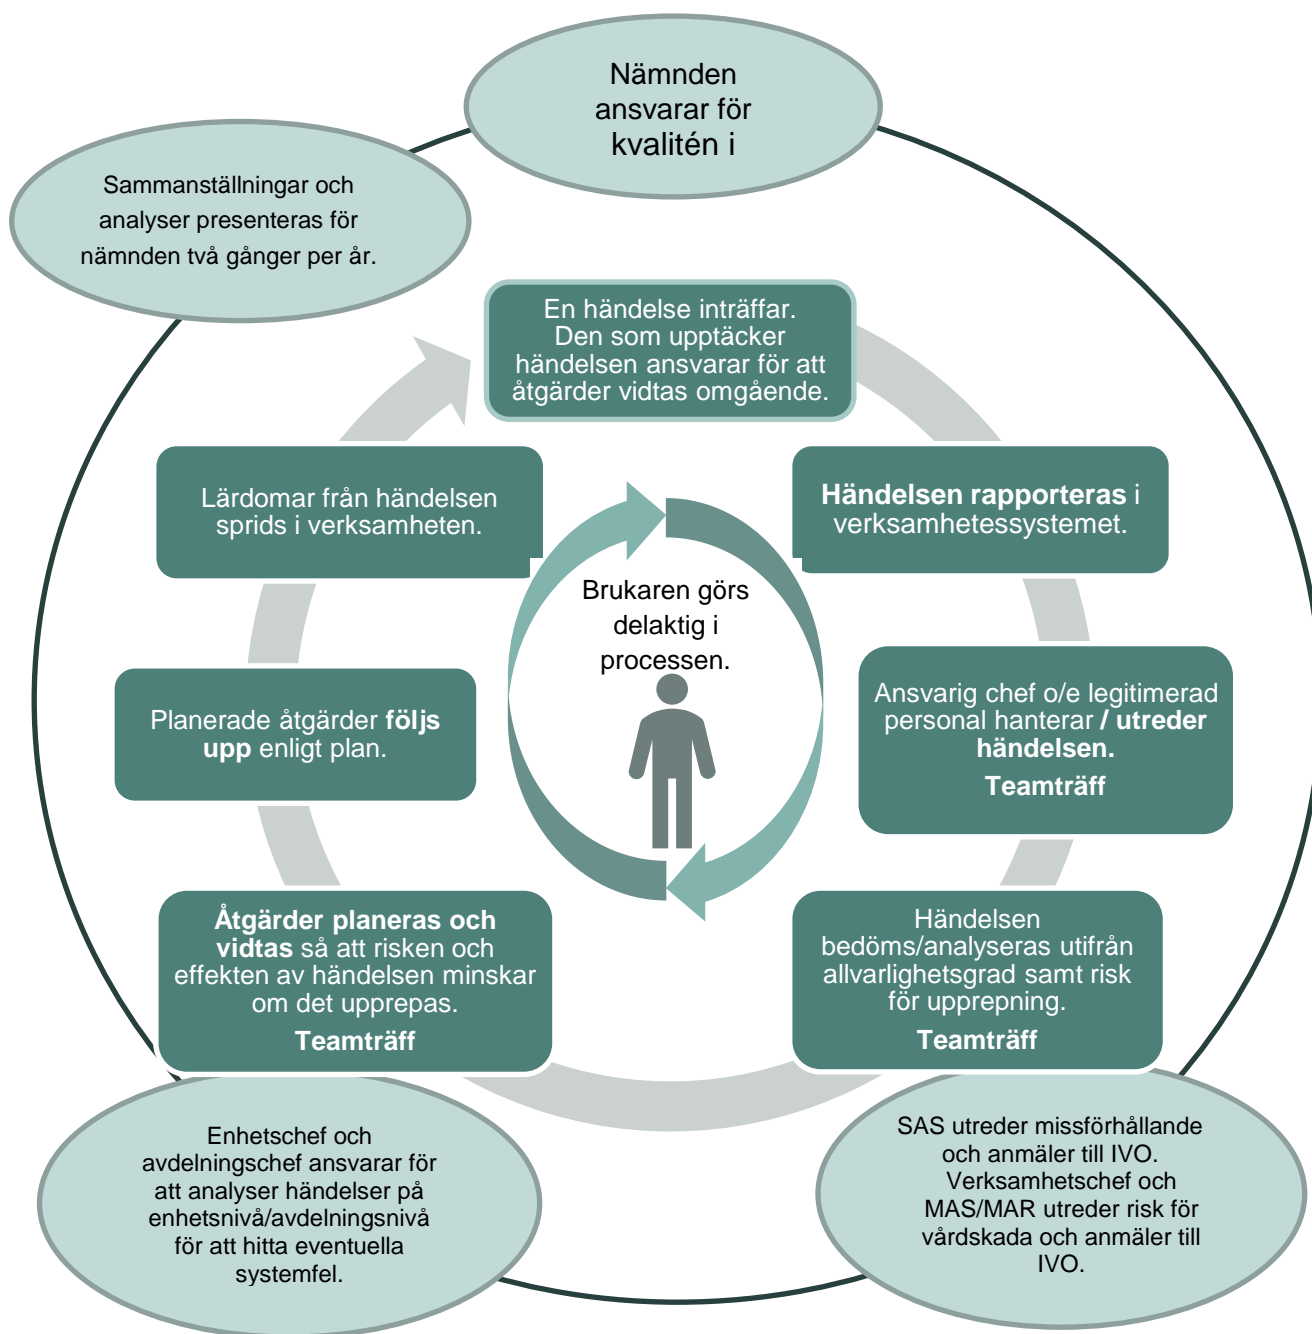 Nämnden
ansvarar för
kvalitén i
Sammanställningar och
analyser presenteras för
nämnden två gånger per år.
En händelse inträffar.
Den som upptäcker
händelsen ansvarar för att
åtgärder vidtas omgående.
Händelsen rapporteras i
verksamhetessystemet.
Ansvarig chef o/e legitimerad
personal hanterar / utreder
händelsen.
Teamträff
Händelsen
bedöms/analyseras utifrån
allvarlighetsgrad samt risk
för upprepning.
Teamträff
Åtgärder planeras och
vidtas så att risken och
effekten av händelsen minskar
om det upprepas.
Teamträff
Planerade åtgärder följs
upp enligt plan.
Lärdomar från händelsen
sprids i verksamheten.
Brukaren görs
delaktig i
processen.
Enhetschef och
avdelningschef ansvarar för
att analyser händelser på
enhetsnivå/avdelningsnivå
för att hitta eventuella
systemfel.
SAS utreder missförhållande
och anmäler till IVO.
Verksamhetschef och
MAS/MAR utreder risk för
vårdskada och anmäler till
IVO.